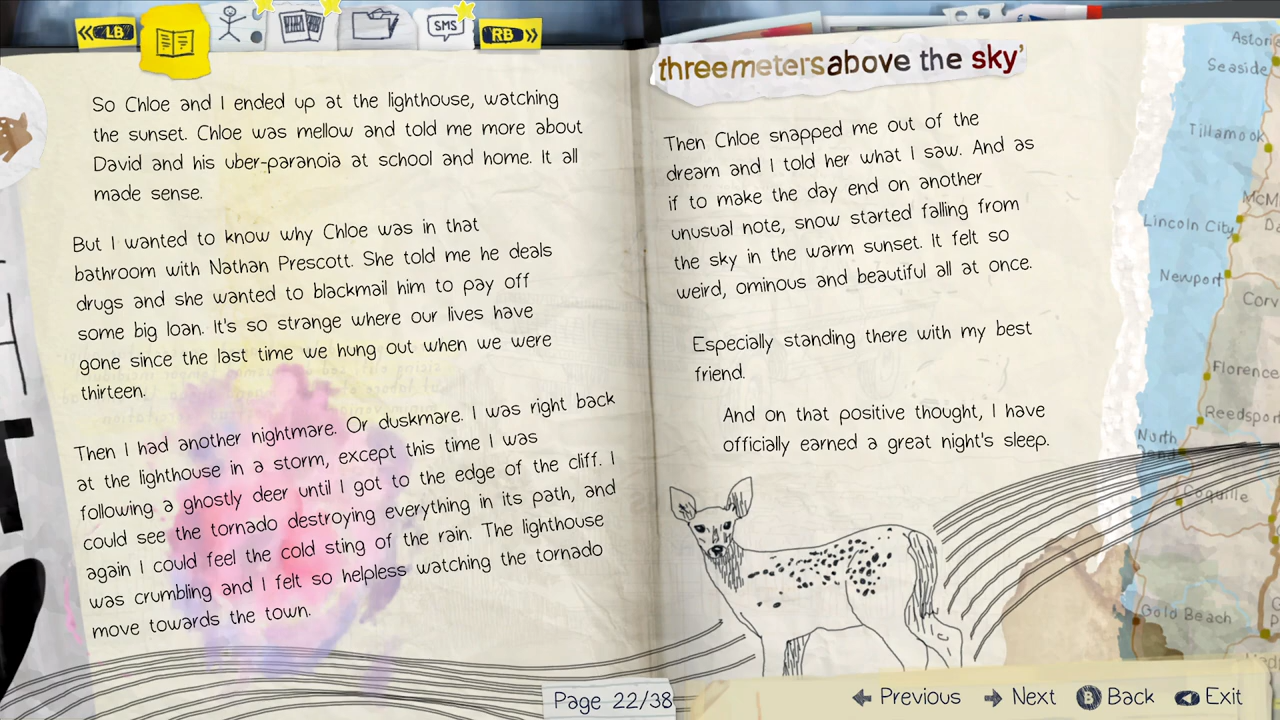 LB
SMS
RB
So Chloe and I ended up at the lighthouse, watching
the sunset. Chloe was mellow and told me more about
David and his uber-paranoia at school and home. It all
made sense.
But I wanted to know why Chloe was in that
bathroom with Nathan Prescott. She told me he deals
drugs and she wanted to blackmail him to pay off
some big loan. It's so strange where our lives have
gone since the last time we hung out when we were
thirteen.
Then I had another nightmare. Or duskmare. I was right back
at the lighthouse in a storm, except this time I was
following a ghostly deer until I got to the edge of the cliff. I
could see the tornado destroying everything in its path, and
again I could feel the cold sting of the rain. The lighthouse
was crumbling and I felt so helpless watching the tornado
move towards the town.
threemetersabove the sky'
Then Chloe snapped me out of the
dream and I told her what I saw. And as
if to make the day end on another
unusual note, snow started falling from
the sky in the warm sunset. It felt so
weird, ominous and beautiful all at once.
Especially standing there with my best
friend.
And on that positive thought, I have
officially earned a great night's sleep.
Astori
Seaside
Tillamook
McM
Lincoln City
Newport
Corv
Florence
Reedsport
North
Coquille
Gold Beach
Page 22/38
Previous
Next
B Back
Exit